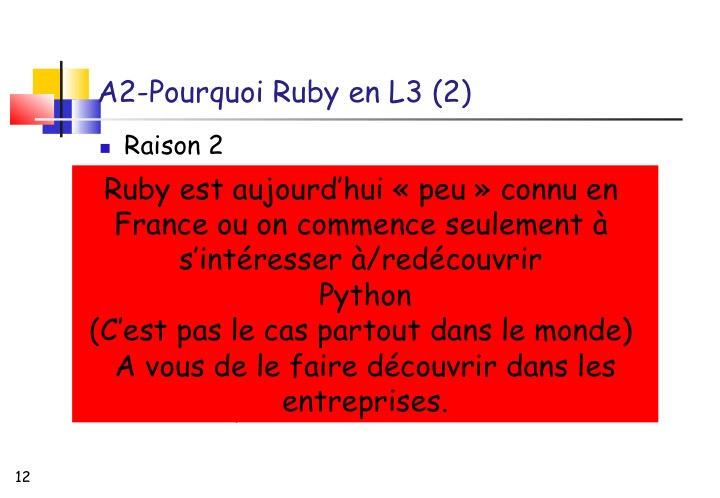 A2-Pourquoi Ruby en L3 (2)
Raison 2
Ruby est aujourd’hui « peu » connu en
France ou on commence seulement à
s’intéresser à/redécouvrir
Python
(C’est pas le cas partout dans le monde)
A vous de le faire découvrir dans les
entreprises.
12